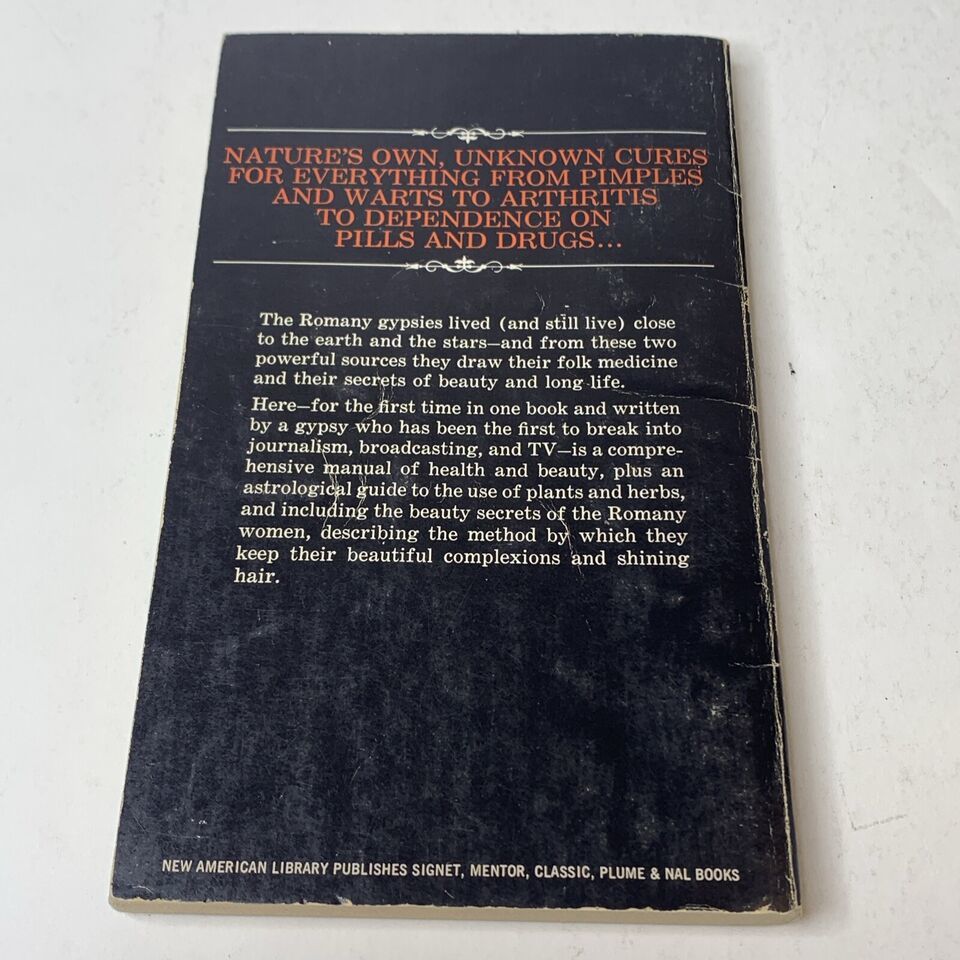 NATURE'S OWN, UNKNOWN CURES
FOR EVERYTHING FROM PIMPLES
AND WARTS TO ARTHRITIS
TO DEPENDENCE ON
PILLS AND DRUGS...
The Romany gypsies lived (and still live) close
to the earth and the stars—and from these two
powerful sources they draw their folk medicine
and their secrets of beauty and long life.
Here—for the first time in one book and written
by a gypsy who has been the first to break into
journalism, broadcasting, and TV—is a compre-
hensive manual of health and beauty, plus an
astrological guide to the use of plants and herbs,
and including the beauty secrets of the Romany
women, describing the method by which they
keep their beautiful complexions and shining
hair.
NEW AMERICAN LIBRARY PUBLISHES SIGNET, MENTOR, CLASSIC, PLUME & NAL BOOKS